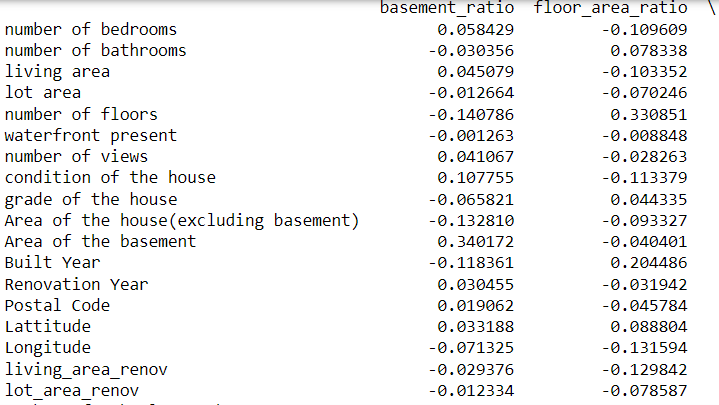 basement_ratio floor_area_ratio \
number of bedrooms 0.058429 -0.109609
number of bathrooms -0.030356 0.078338
living area 0.045079 -0.103352
lot area -0.012664 -0.070246
number of floors -0.140786 0.330851
waterfront present -0.001263 -0.008848
number of views 0.041067 -0.028263
condition of the house 0.107755 -0.113379
grade of the house -0.065821 0.044335
Area of the house(excluding basement) -0.132810 -0.093327
Area of the basement 0.340172 -0.040401
Built Year -0.118361 0.204486
Renovation Year 0.030455 -0.031942
Postal Code 0.019062 -0.045784
Lattitude 0.033188 0.088804
Longitude -0.071325 -0.131594
living_area_renov -0.029376 -0.129842
lot_area_renov -0.012334 -0.078587